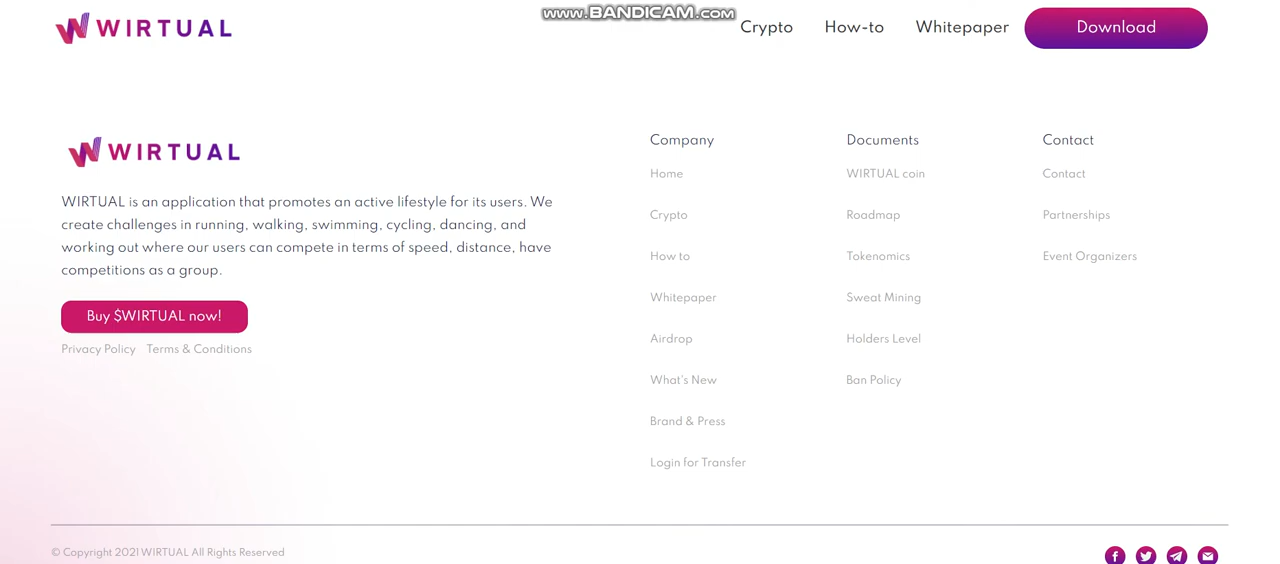 WIRTUAL
www.BANDICAM.com
Crypto
How-to
Whitepaper
Download
WIRTUAL
WIRTUAL is an application that promotes an active lifestyle for its users. We
create challenges in running, walking, swimming, cycling, dancing, and
working out where our users can compete in terms of speed, distance, have
competitions as a group.
Buy $WIRTUAL now!
Privacy Policy
Terms & Conditions
Company
Home
Crypto
How to
Whitepaper
Airdrop
What's New
Brand & Press
Login for Transfer
Documents
WIRTUAL coin
Roadmap
Tokenomics
Sweat Mining
Holders Level
Ban Policy
Contact
Contact
Partnerships
Event Organizers
© Copyright 2021 WIRTUAL All Rights Reserved